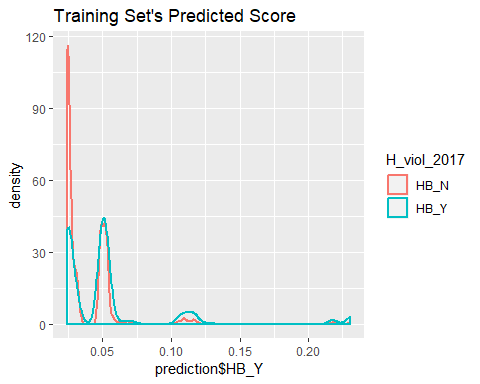 Training Set's Predicted Score
120
90
60
30
0
density
0.05 0.10 0.15 0.20
prediction$HB_Y
H_viol_2017
HB_N
HB_Y